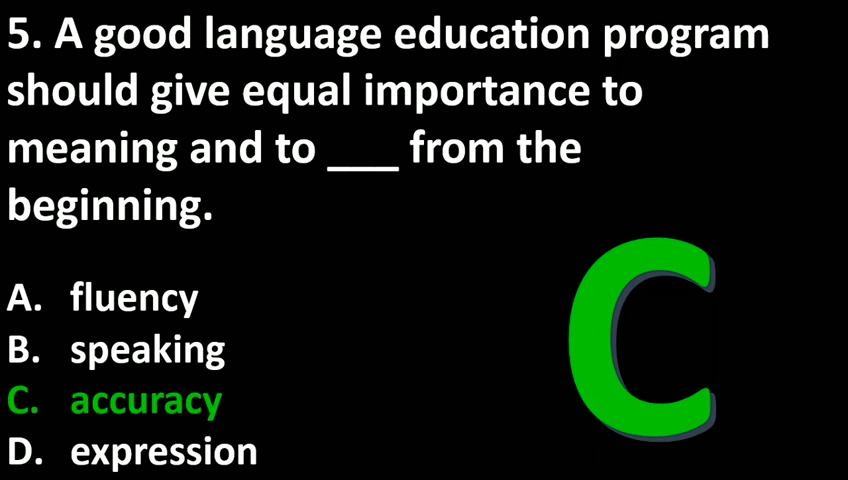 5. A good language education program
should give equal importance to
meaning and to ___ from the
beginning.
A. fluency
B. speaking
C. accuracy
D. expression
C